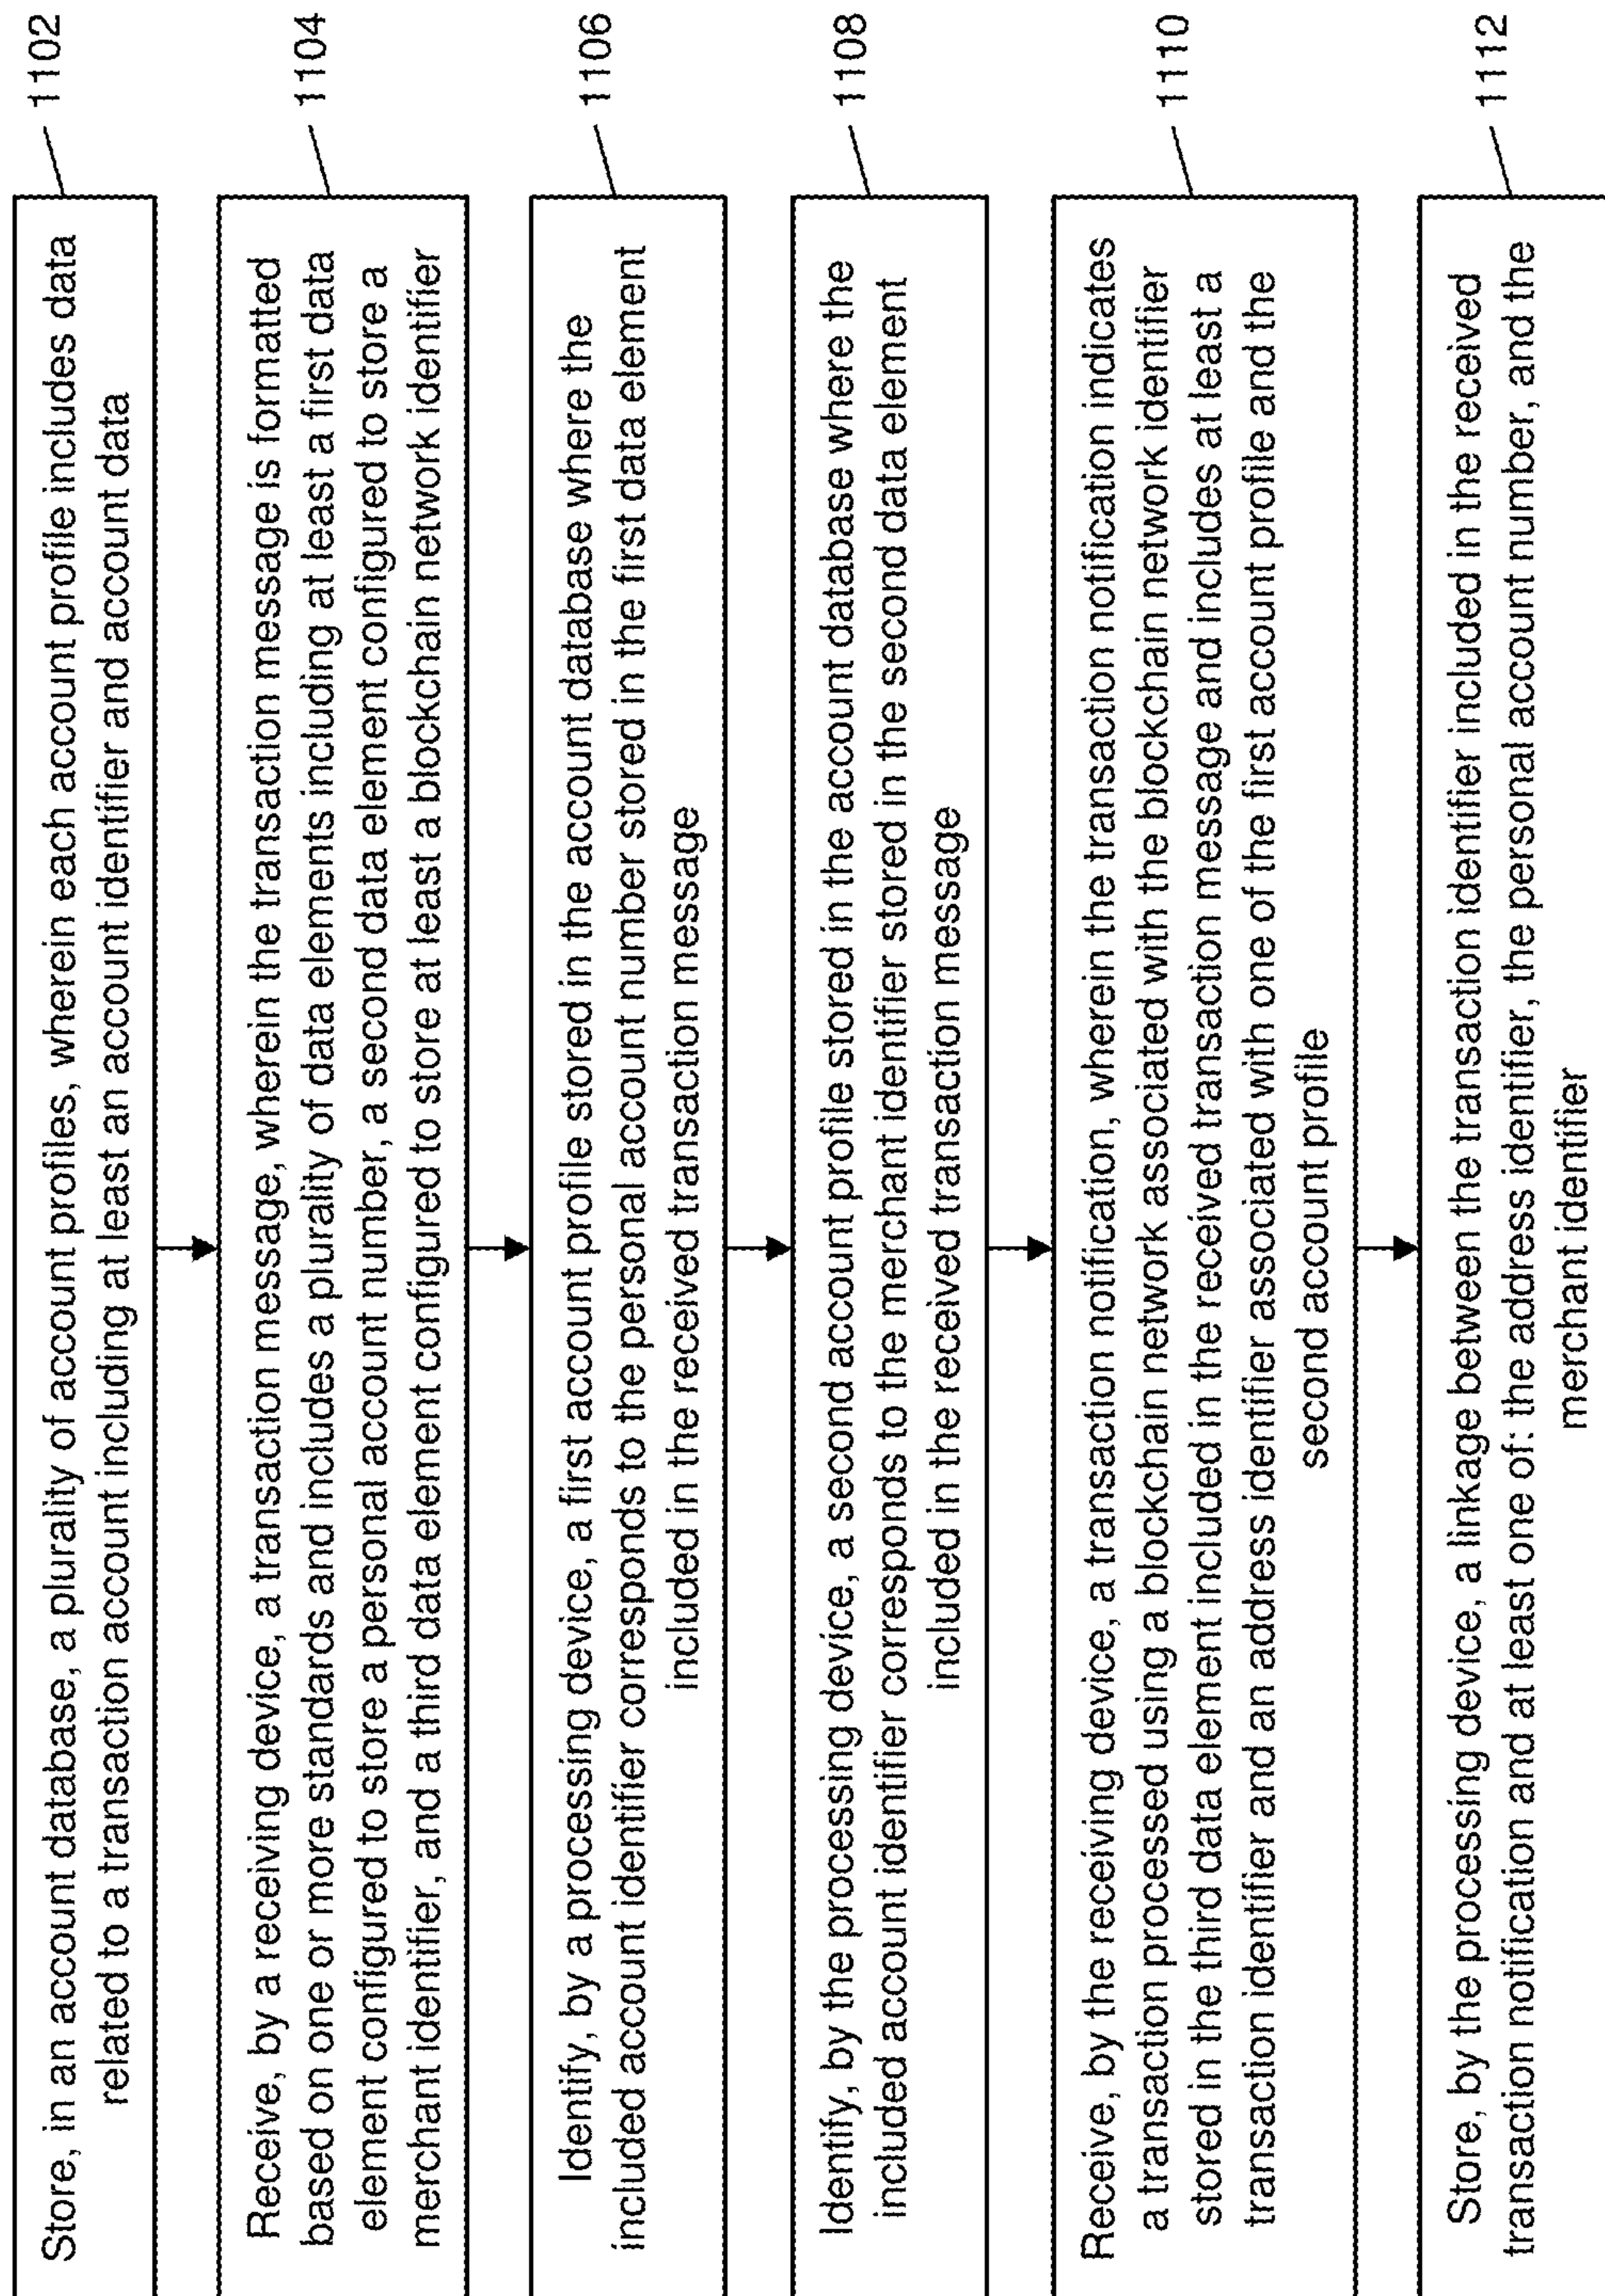 Store, in an account database, a plurality of account profiles, wherein each account profile includes data
related to a transaction account including at least an account identifier and account data
1102
Receive, by a receiving device, a transaction message, wherein the transaction message is formatted
based on one or more standards and includes a plurality of data elements including at least a first data
element configured to store a personal account number, a second data element configured to store a
merchant identifier, and a third data element configured to store at least a blockchain network identifier
1104
Identify, by a processing device, a first account profile stored in the account database where the
included account identifier corresponds to the personal account number stored in the first data element
included in the received transaction message
1106
Identify, by the processing device, a second account profile stored in the account database where the
included account identifier corresponds to the merchant identifier stored in the second data element
included in the received transaction message
1108
Receive, by the receiving device, a transaction notification, wherein the transaction notification indicates
a transaction processed using a blockchain network associated with the blockchain network identifier
stored in the third data element included in the received transaction message and includes at least a
transaction identifier and an address identifier associated with one of the first account profile and the
second account profile
1110
Store, by the processing device, a linkage between the transaction identifier included in the received
transaction notification and at least one of: the address identifier, the personal account number, and the
merchant identifier
1112